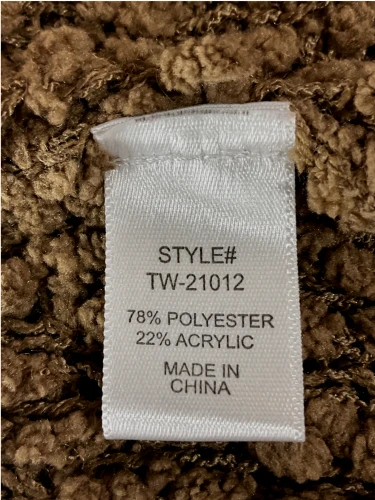 STYLE#
TW-21012
78% POLYESTER
22% ACRYLIC
MADE IN
CHINA